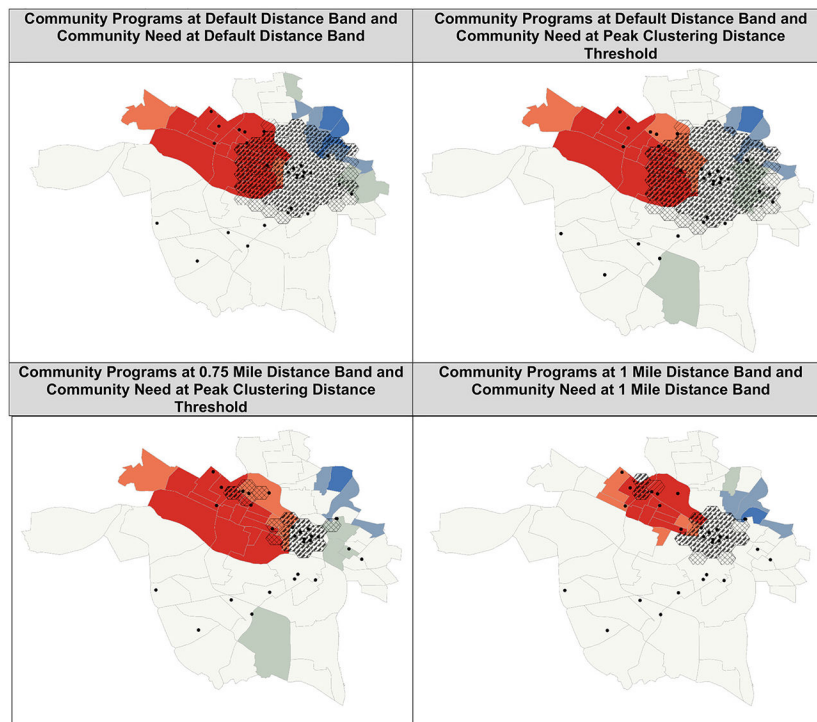 Community Programs at Default Distance Band and
Community Need at Default Distance Band
Community Programs at Default Distance Band and
Community Need at Peak Clustering Distance
Threshold
Community Programs at 0.75 Mile Distance Band and
Community Need at Peak Clustering Distance
Threshold
Community Programs at 1 Mile Distance Band and
Community Need at 1 Mile Distance Band